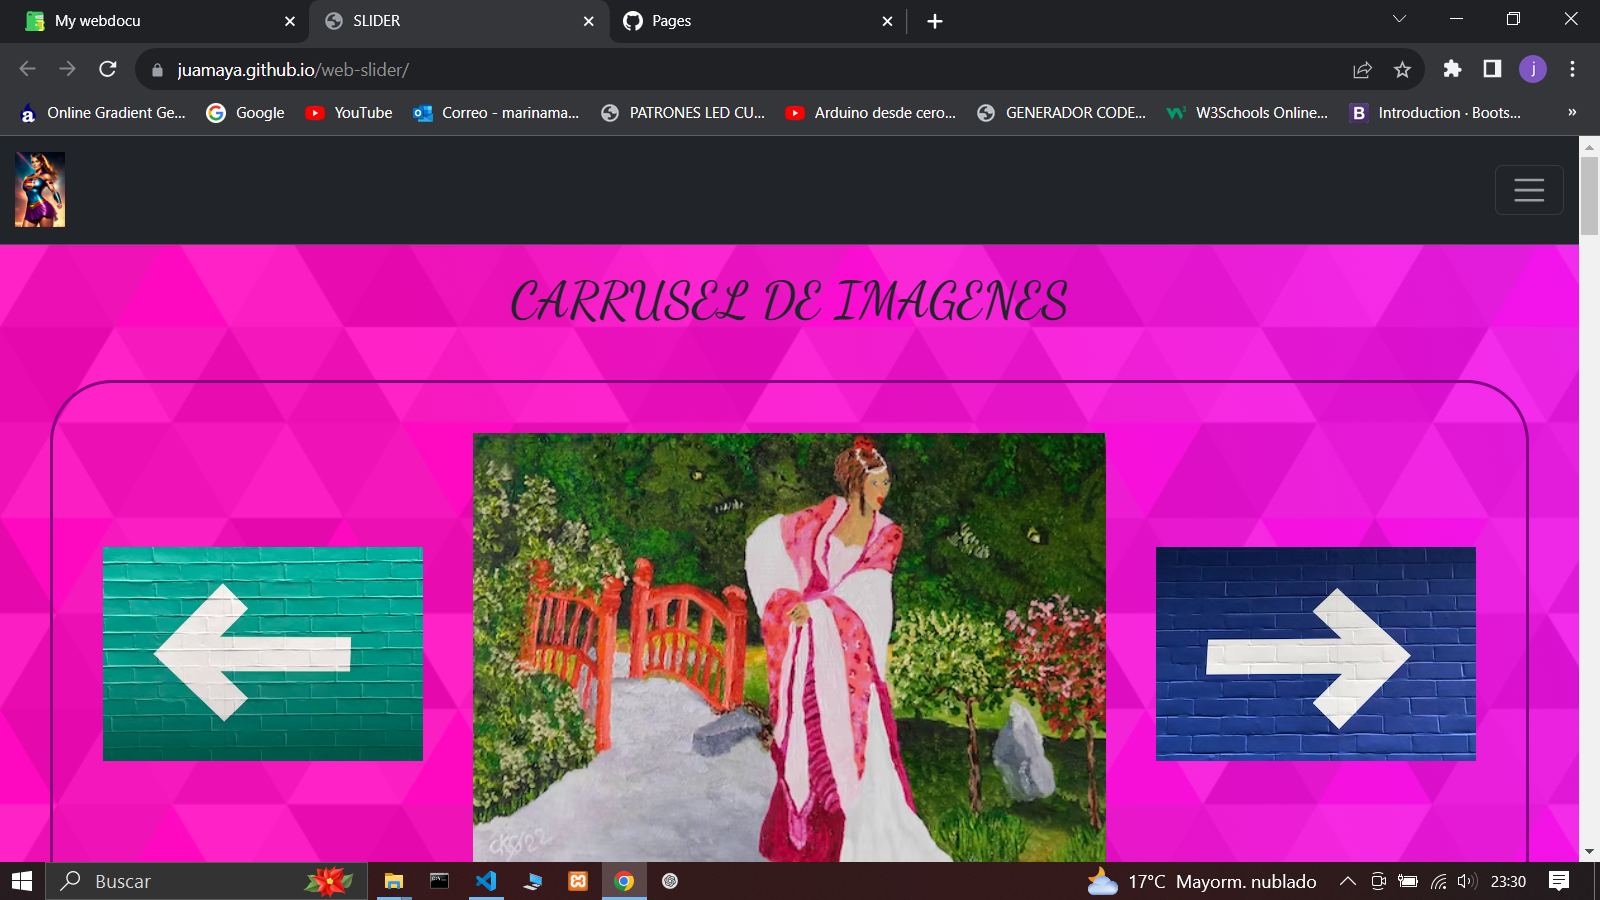 My webdocu
SLIDER
Pages
juamaya.github.io/web-slider/
j
Online Gradient Ge...
Google
YouTube
Correo - marinama...
PATRONES LED CU...
Arduino desde cero...
GENERADOR CODE...
W3Schools Online...
Introduction · Boots...
»
CARRUSEL DE IMAGENES
Buscar
17°C Mayorm. nublado
23:30